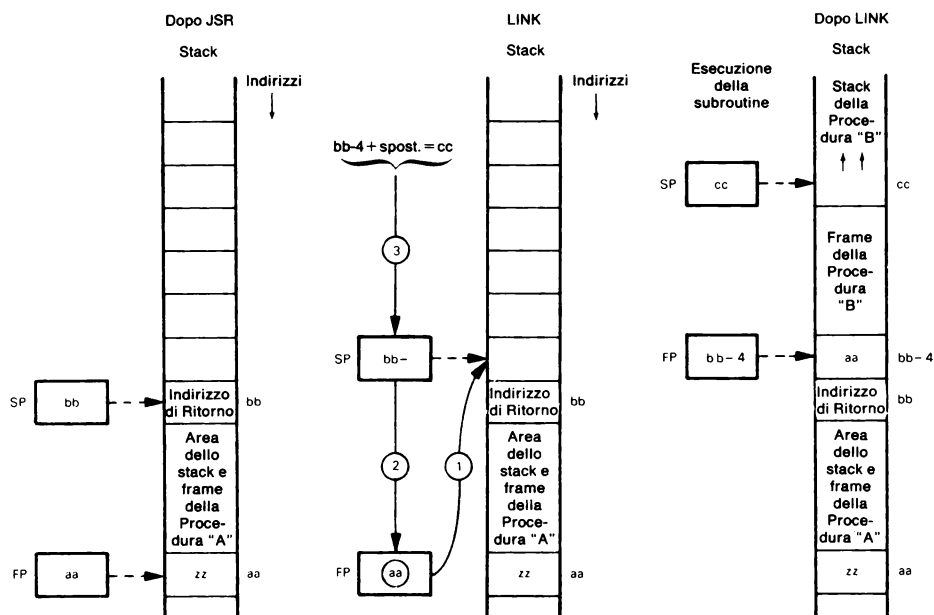 Dopo JSR
Stack
Indirizzi
SP
bb
Indirizzo
di Ritorno
bb
Area
dello
stack e
frame
della
Proce-
dura "A"
FP
aa
zz
aa
LINK
Stack
Indirizzi
bb-4 + spost. = cc
3
SP
bb-
Indirizzo
di Ritorno
bb
2
1
Area
dello
stack e
frame
della
Proce-
dura "A"
FP
aa
zz
aa
Dopo LINK
Stack
Esecuzione
della
subroutine
Stack
della
Proce-
dura "B"
SP
cc
cc
Frame
della
Proce-
dura
"B"
FP
bb-4
aa
bb-4
Indirizzo
di Ritorno
bb
Area
dello
stack e
frame
della
Proce-
dura "A"
zz
aa